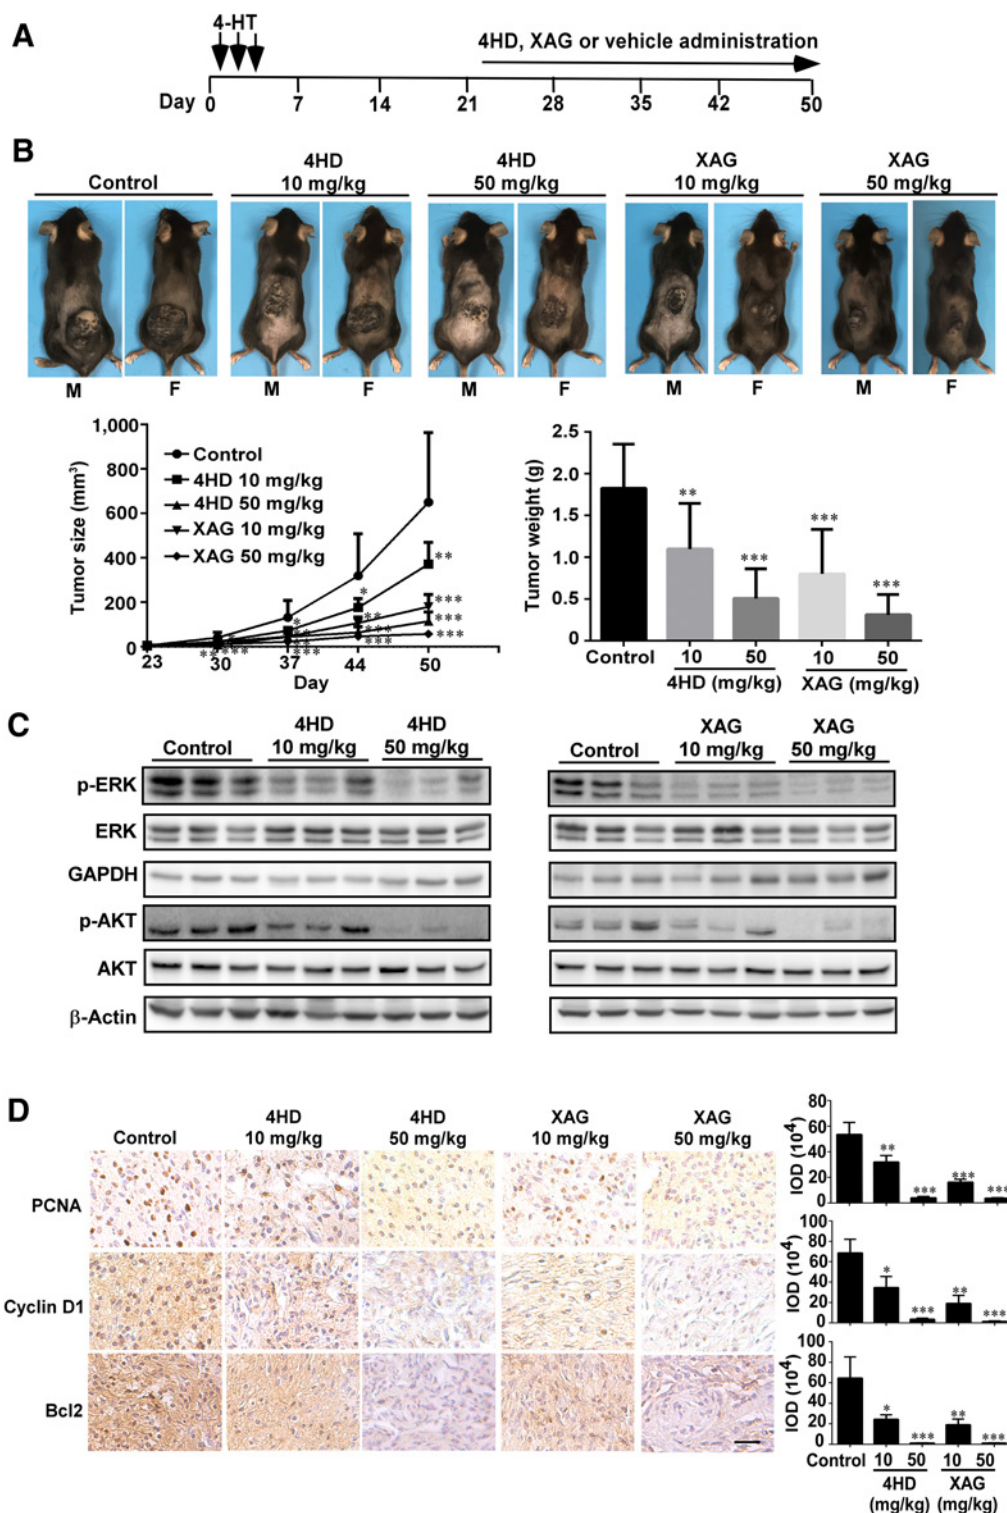 A
4-HT
4HD, XAG or vehicle administration
Day 0 7 14 21 28 35 42 50
B
Control
4HD
10 mg/kg
4HD
50 mg/kg
XAG
10 mg/kg
XAG
50 mg/kg
M F M F M F M F M F
Tumor size (mm³)
1,000
800
600
400
200
0
Control
4HD 10 mg/kg
4HD 50 mg/kg
XAG 10 mg/kg
XAG 50 mg/kg
**
***
***
***
*
**
***
***
*
**
**
***
*
**
***
23 30 37 44 50
Day
Tumor weight (g)
2.5
2.0
1.5
1.0
0.5
0
**
***
***
***
Control 10 50 10 50
4HD (mg/kg) XAG (mg/kg)
C
Control
4HD
10 mg/kg
4HD
50 mg/kg
Control
XAG
10 mg/kg
XAG
50 mg/kg
p-ERK
ERK
GAPDH
p-AKT
AKT
β-Actin
D
Control
4HD
10 mg/kg
4HD
50 mg/kg
XAG
10 mg/kg
XAG
50 mg/kg
PCNA
Cyclin D1
Bcl2
IOD (10⁴)
80
60
40
20
0
**
***
***
***
IOD (10⁴)
100
80
60
40
20
0
*
***
**
***
IOD (10⁴)
100
80
60
40
20
0
*
***
**
***
Control 10 50 10 50
4HD XAG
(mg/kg) (mg/kg)